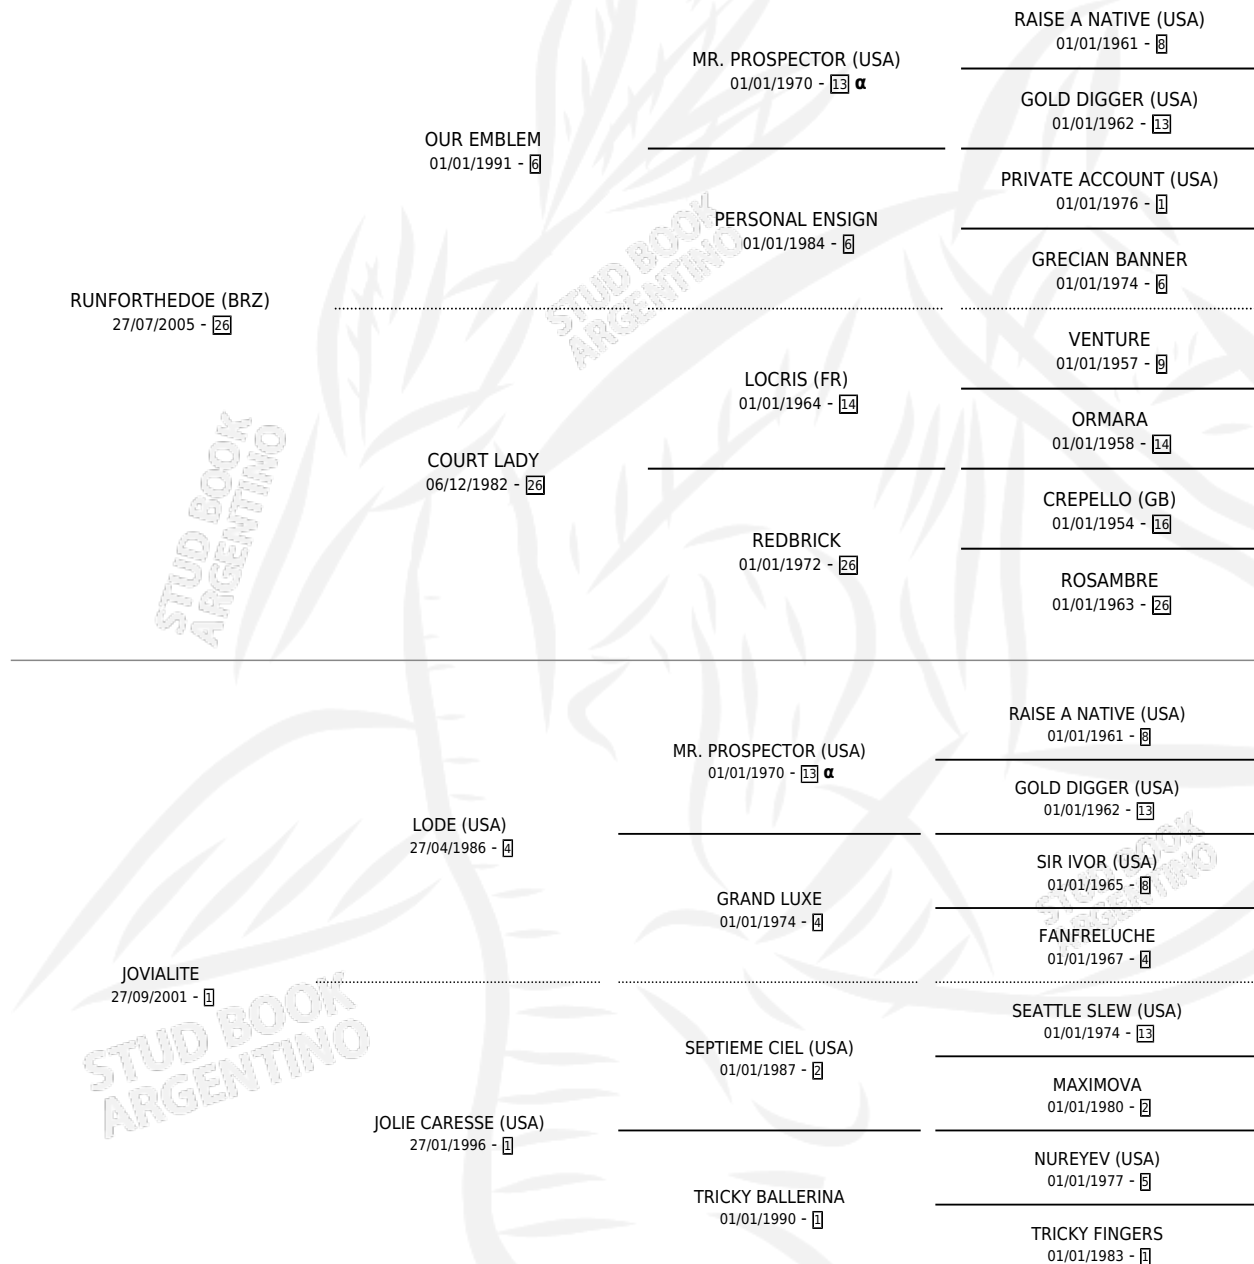 RAISE A NATIVE (USA)
01/01/1961 - 8
MR. PROSPECTOR (USA)
01/01/1970 - 13 α
GOLD DIGGER (USA)
01/01/1962 - 13
OUR EMBLEM
01/01/1991 - 6
PRIVATE ACCOUNT (USA)
01/01/1976 - 1
PERSONAL ENSIGN
01/01/1984 - 6
GRECIAN BANNER
01/01/1974 - 6
RUNFORTHEDOE (BRZ)
27/07/2005 - 26
VENTURE
01/01/1957 - 9
LOCRIS (FR)
01/01/1964 - 14
ORMARA
01/01/1958 - 14
COURT LADY
06/12/1982 - 26
CREPELLO (GB)
01/01/1954 - 16
REDBRICK
01/01/1972 - 26
ROSAMBRE
01/01/1963 - 26
RAISE A NATIVE (USA)
01/01/1961 - 8
MR. PROSPECTOR (USA)
01/01/1970 - 13 α
GOLD DIGGER (USA)
01/01/1962 - 13
LODE (USA)
27/04/1986 - 4
SIR IVOR (USA)
01/01/1965 - 8
GRAND LUXE
01/01/1974 - 4
FANFRELUCHE
01/01/1967 - 4
JOVIALITE
27/09/2001 - 1
SEATTLE SLEW (USA)
01/01/1974 - 13
SEPTIEME CIEL (USA)
01/01/1987 - 2
MAXIMOVA
01/01/1980 - 2
JOLIE CARESSE (USA)
27/01/1996 - 1
NUREYEV (USA)
01/01/1977 - 5
TRICKY BALLERINA
01/01/1990 - 1
TRICKY FINGERS
01/01/1983 - 1
STUD BOOK
ARGENTINO
STUD BOOK
ARGENTINO
STUD BOOK
ARGENTINO
STUD BOOK
ARGENTINO